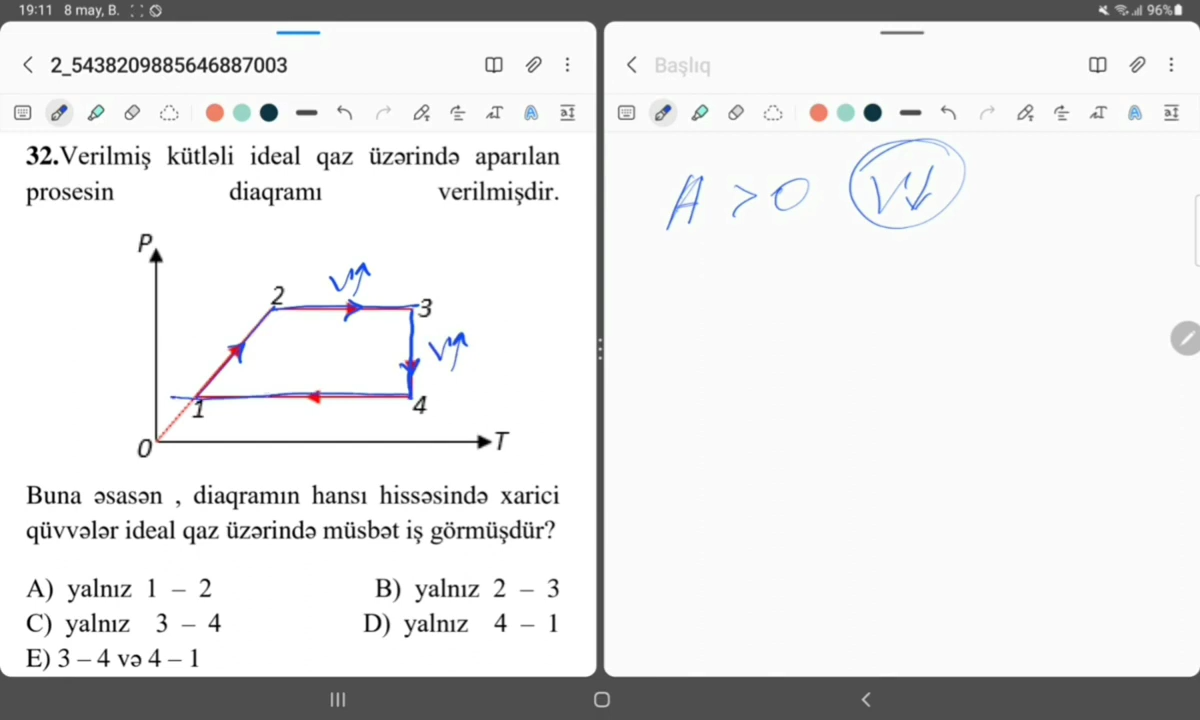 19:11 8 may, B. 96%
2_5438209885646887003
32.Verilmiş kütləli ideal qaz üzərində aparılan
prosesin diaqramı verilmişdir.
P
V↑
2
3
V↑
1
4
0
T
Buna əsasən , diaqramın hansı hissəsində xarici
qüvvələr ideal qaz üzərində müsbət iş görmüşdür?
A) yalnız 1 – 2 B) yalnız 2 – 3
C) yalnız 3 – 4 D) yalnız 4 – 1
E) 3 – 4 və 4 – 1
Başlıq
A > 0 V↓